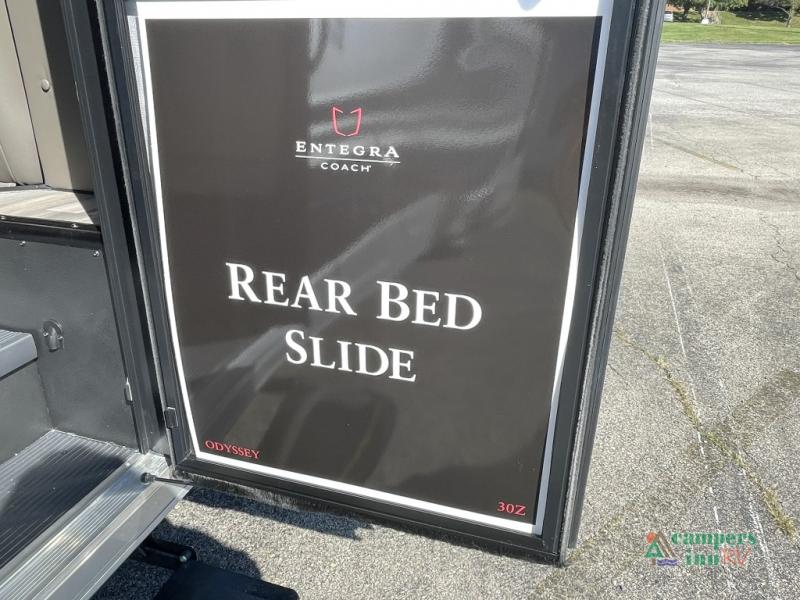 ENTEGRA
COACH
REAR BED
SLIDE
ODYSSEY
30Z
campers
inn RV